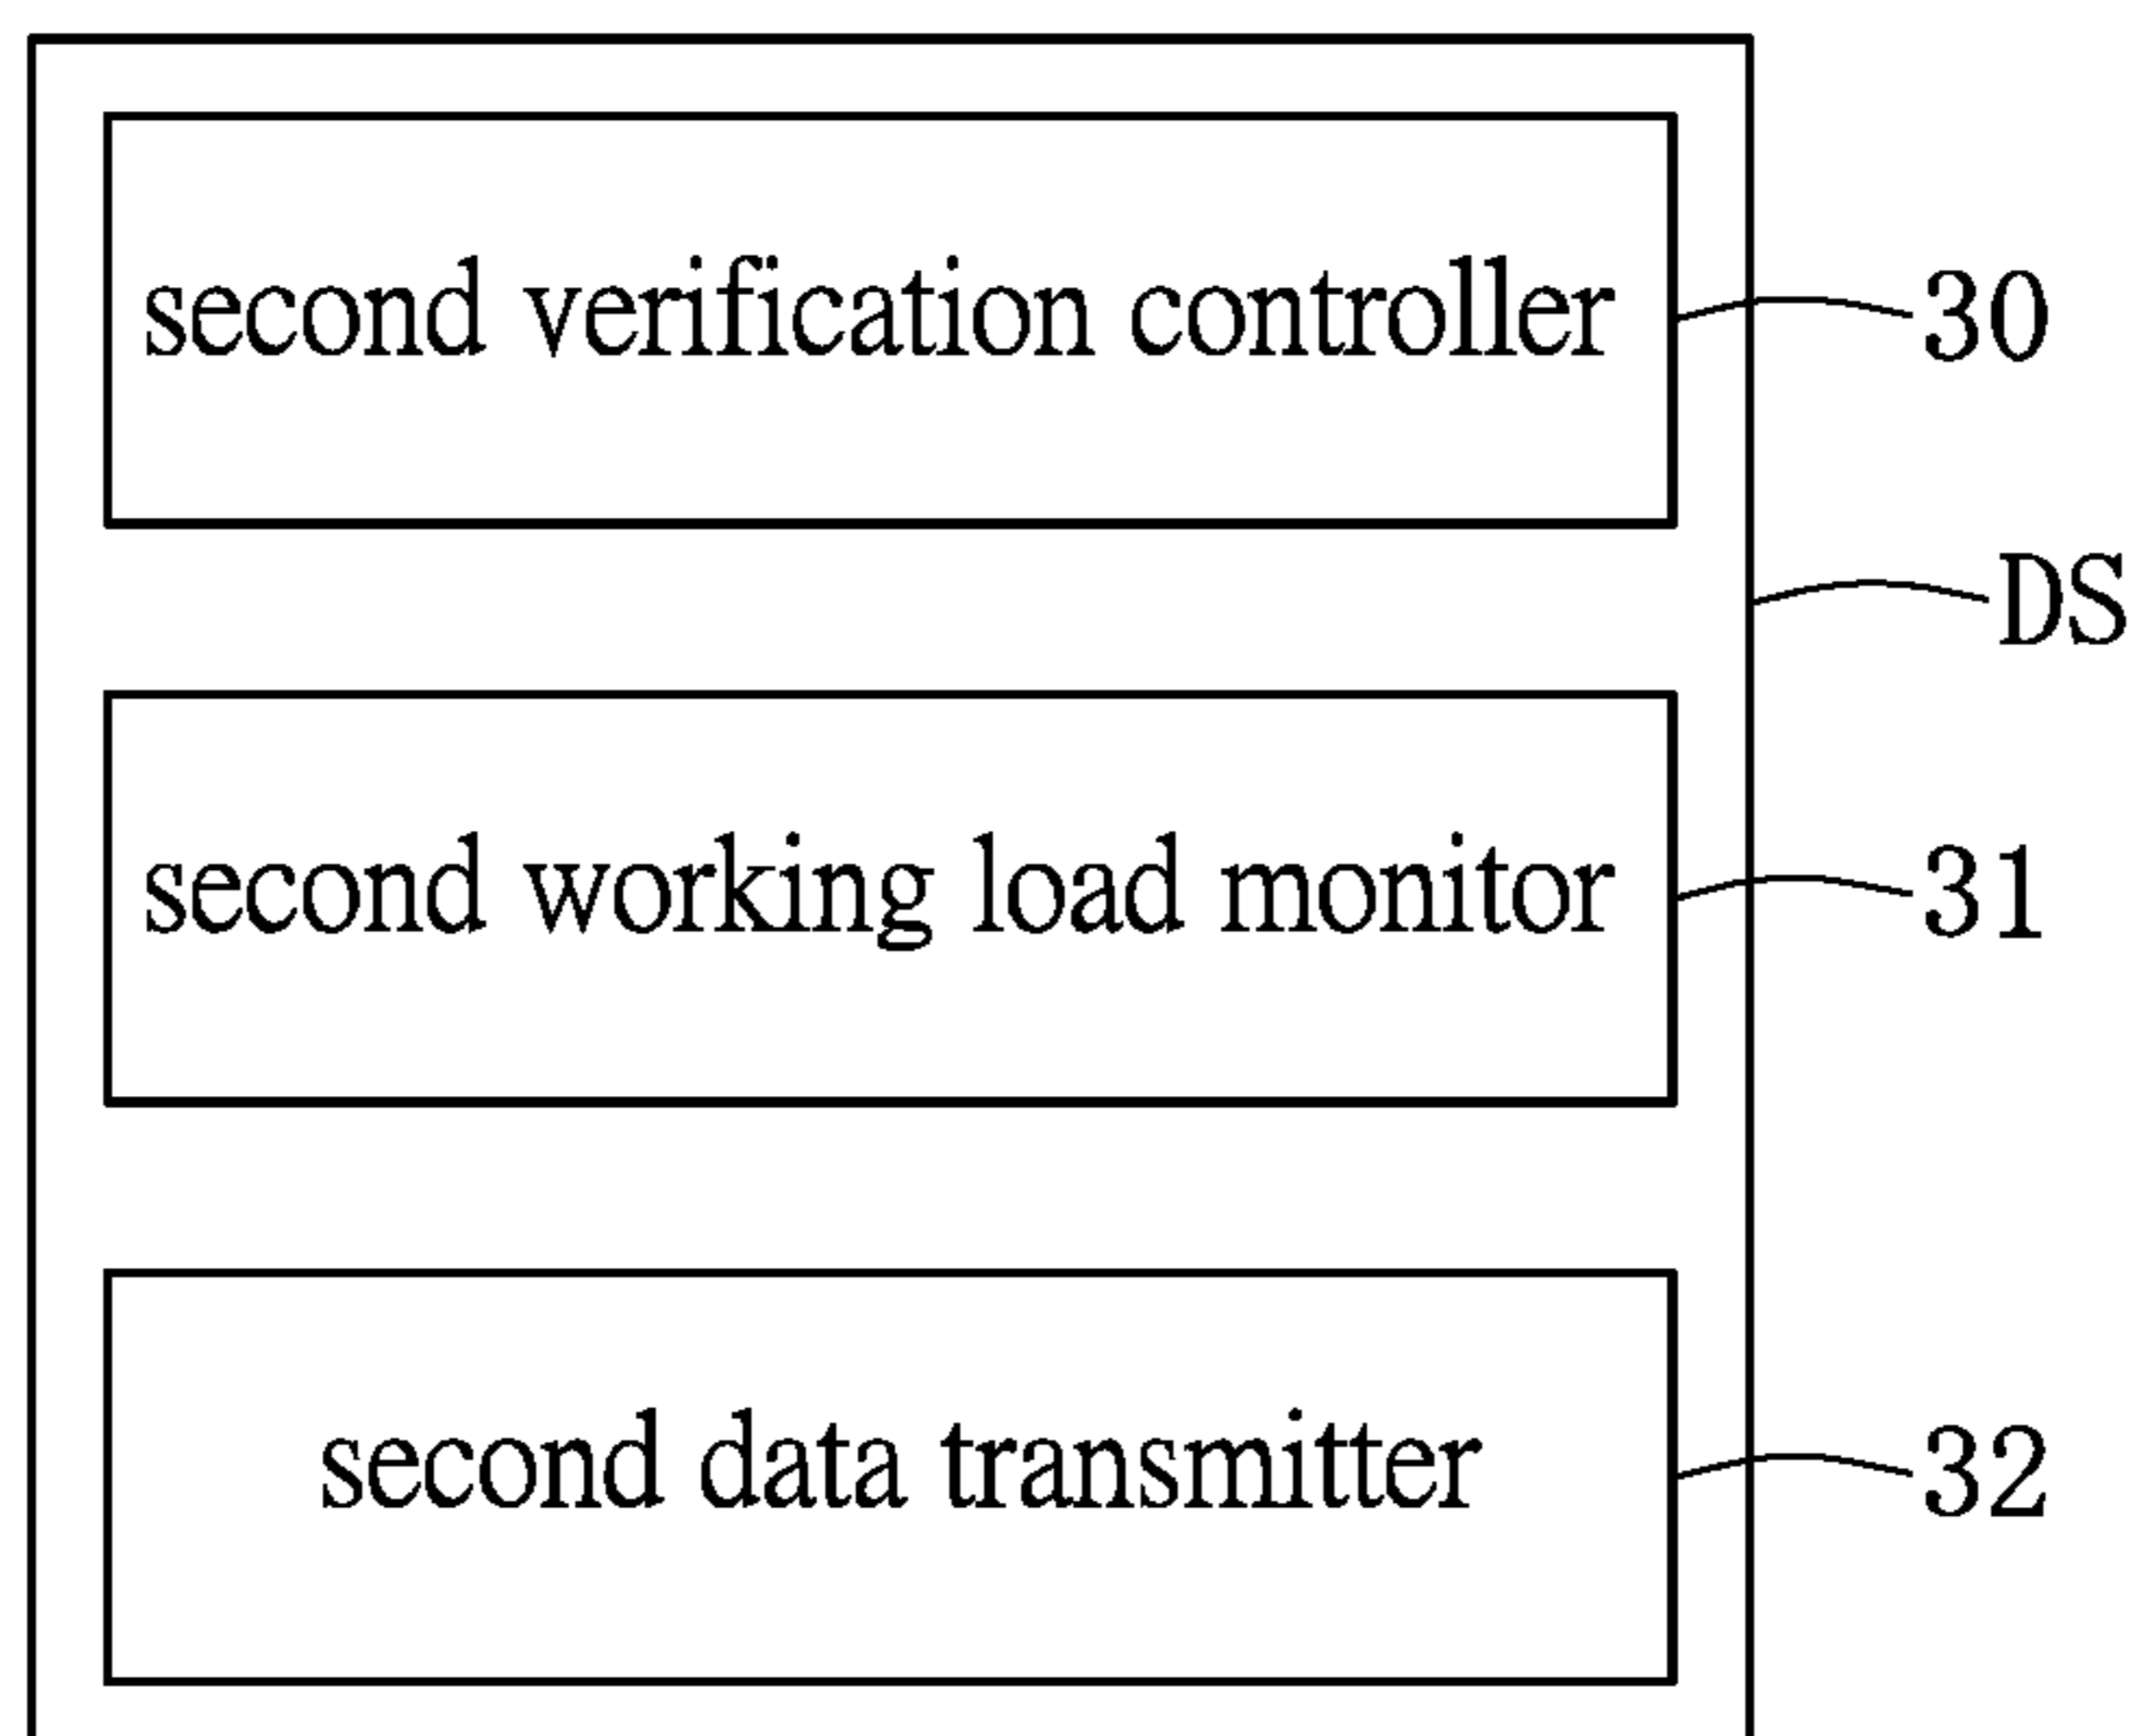 second verification controller
30
DS
second working load monitor
31
second data transmitter
32